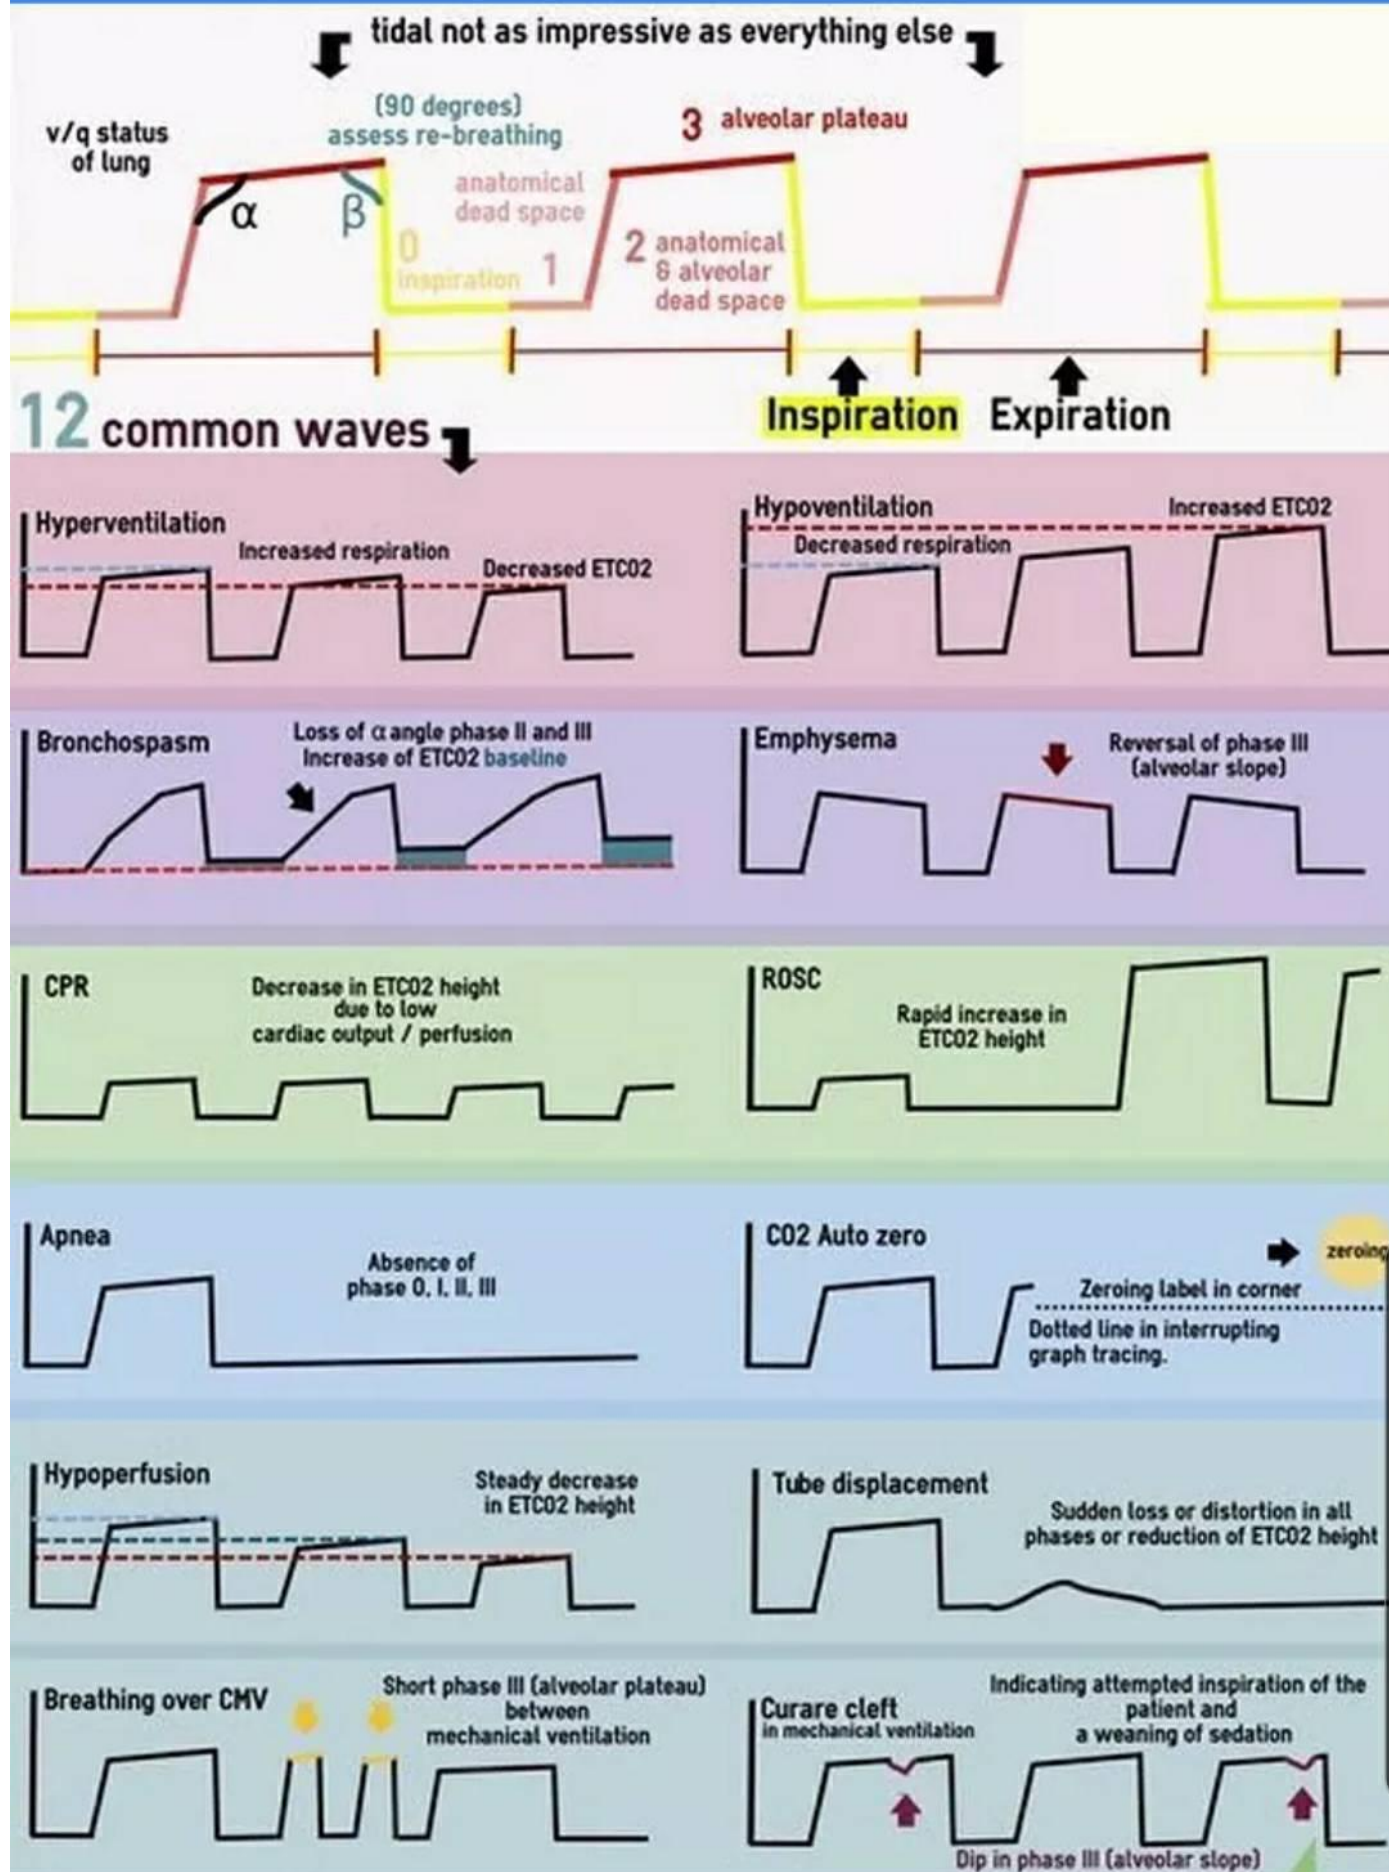 tidal not as impressive as everything else
v/q status
of lung
(90 degrees)
assess re-breathing
3 alveolar plateau
α
β
anatomical
dead space
0
inspiration
1
2 anatomical
& alveolar
dead space
Inspiration Expiration
12 common waves
Hyperventilation
Increased respiration
Decreased ETCO2
Hypoventilation
Increased ETCO2
Decreased respiration
Bronchospasm
Loss of α angle phase II and III
Increase of ETCO2 baseline
Emphysema
Reversal of phase III
(alveolar slope)
CPR
Decrease in ETCO2 height
due to low
cardiac output / perfusion
ROSC
Rapid increase in
ETCO2 height
Apnea
Absence of
phase 0, I, II, III
CO2 Auto zero
zeroing
Zeroing label in corner
Dotted line in interrupting
graph tracing.
Hypoperfusion
Steady decrease
in ETCO2 height
Tube displacement
Sudden loss or distortion in all
phases or reduction of ETCO2 height
Breathing over CMV
Short phase III (alveolar plateau)
between
mechanical ventilation
Curare cleft
in mechanical ventilation
Indicating attempted inspiration of the
patient and
a weaning of sedation
Dip in phase III (alveolar slope)